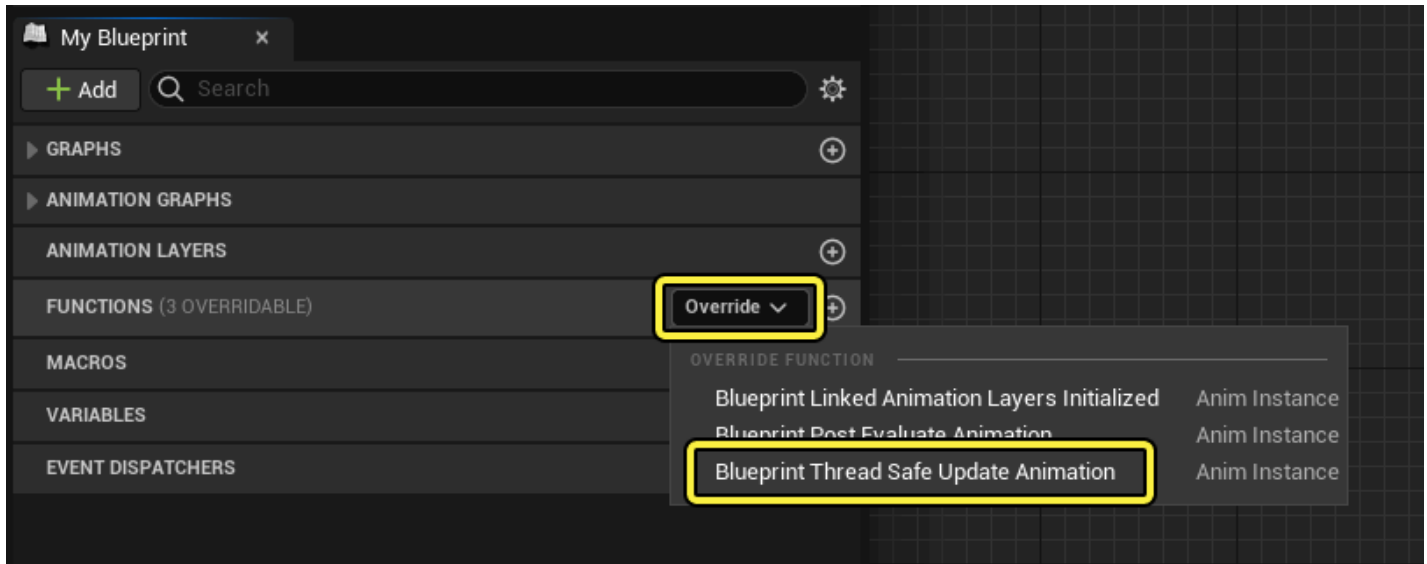 My Blueprint ×
+ Add Search
GRAPHS
ANIMATION GRAPHS
ANIMATION LAYERS
FUNCTIONS (3 OVERRIDABLE) Override
MACROS
OVERRIDE FUNCTION
Blueprint Linked Animation Layers Initialized Anim Instance
VARIABLES
Blueprint Post Evaluate Animation Anim Instance
EVENT DISPATCHERS
Blueprint Thread Safe Update Animation Anim Instance